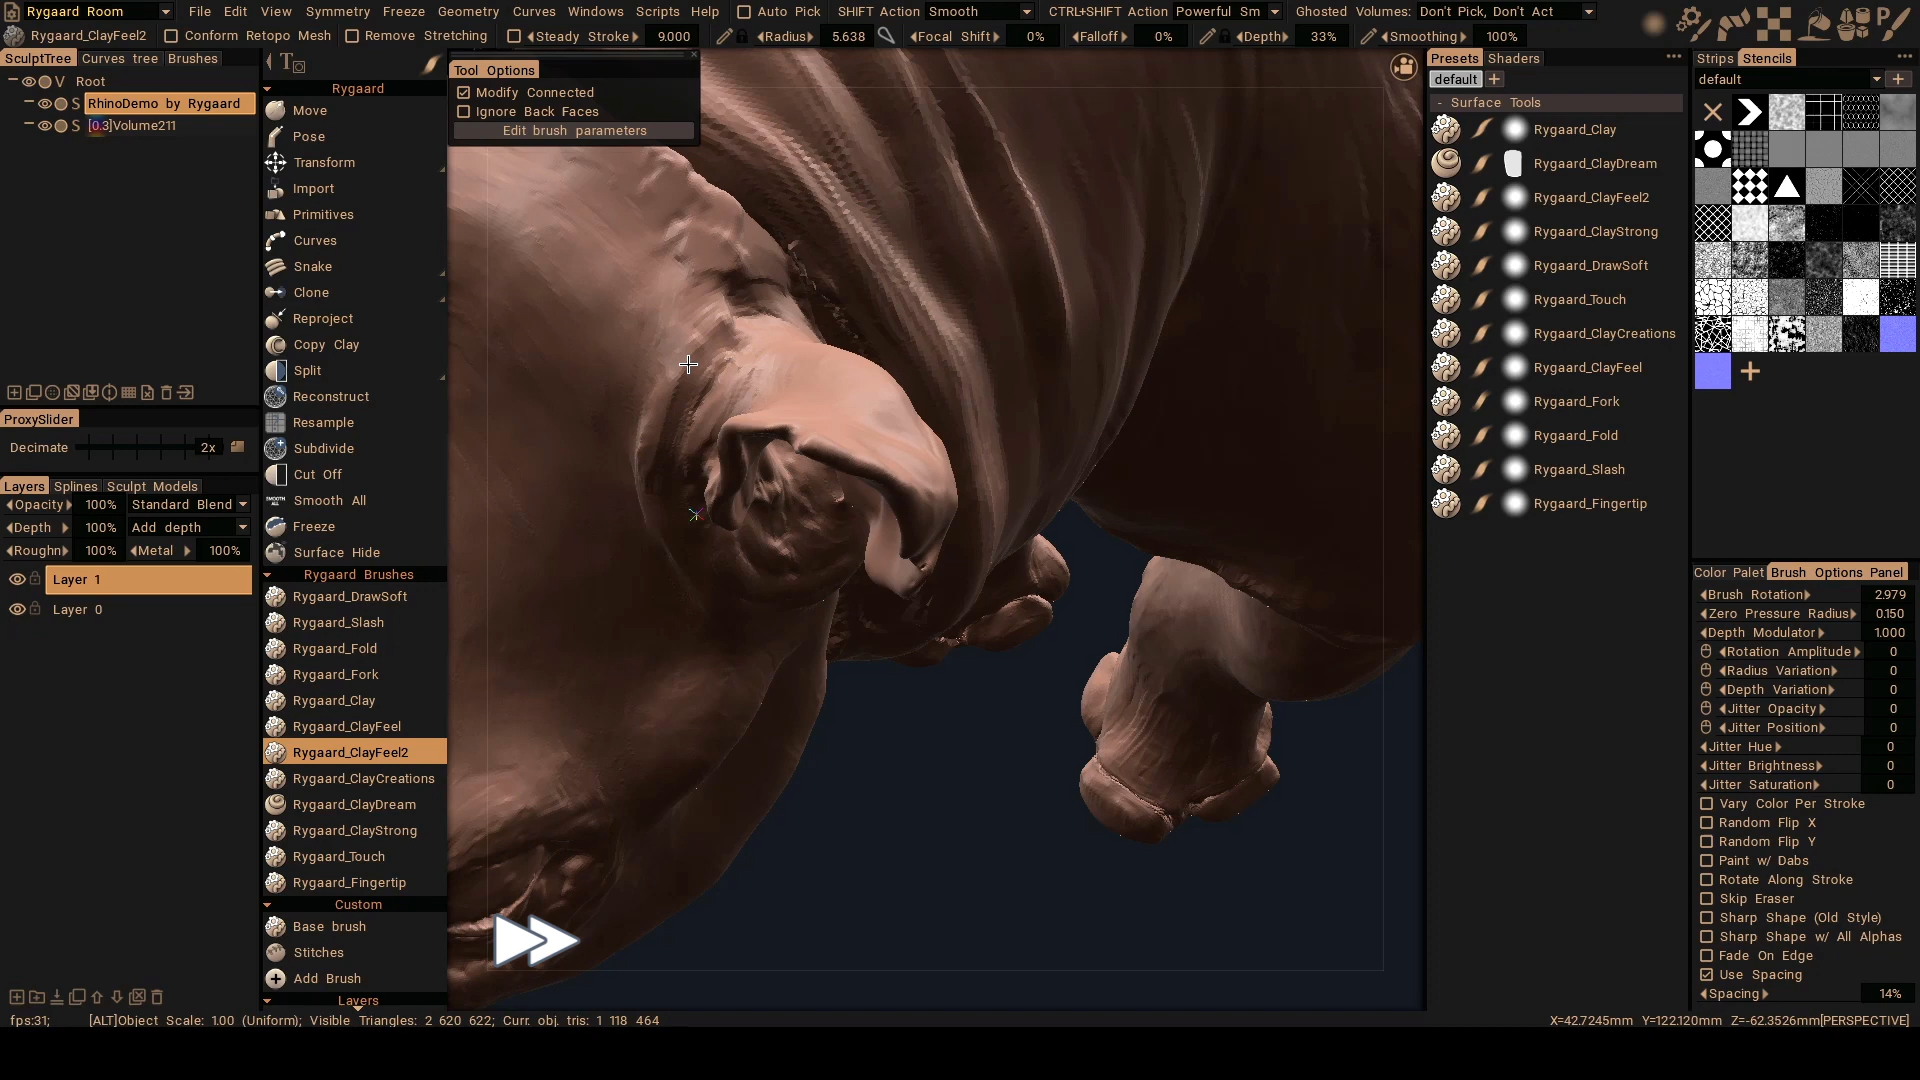 Rygaard Room File Edit View Symmetry Freeze Geometry Curves Windows Scripts Help Auto Pick SHIFT Action Smooth CTRL+SHIFT Action Powerful Sm Ghosted Volumes: Don't Pick, Don't Act
Rygaard_ClayFeel2 Conform Retopo Mesh Remove Stretching Steady Stroke 9.000 Radius 5.638 Focal Shift 0% Falloff 0% Depth 33% Smoothing 100%
SculptTree Curves tree Brushes
V Root
S RhinoDemo by Rygaard
S [0.3]Volume211
ProxySlider
Decimate 2x
Layers Splines Sculpt Models
Opacity 100% Standard Blend
Depth 100% Add depth
Roughn 100% Metal 100%
Layer 1
Layer 0
Rygaard
Move
Pose
Transform
Import
Primitives
Curves
Snake
Clone
Reproject
Copy Clay
Split
Reconstruct
Resample
Subdivide
Cut Off
Smooth All
Freeze
Surface Hide
Rygaard Brushes
Rygaard_DrawSoft
Rygaard_Slash
Rygaard_Fold
Rygaard_Fork
Rygaard_Clay
Rygaard_ClayFeel
Rygaard_ClayFeel2
Rygaard_ClayCreations
Rygaard_ClayDream
Rygaard_ClayStrong
Rygaard_Touch
Rygaard_Fingertip
Custom
Base brush
Stitches
Add Brush
Layers
Tool Options
Modify Connected
Ignore Back Faces
Edit brush parameters
Presets Shaders
default
- Surface Tools
Rygaard_Clay
Rygaard_ClayDream
Rygaard_ClayFeel2
Rygaard_ClayStrong
Rygaard_DrawSoft
Rygaard_Touch
Rygaard_ClayCreations
Rygaard_ClayFeel
Rygaard_Fork
Rygaard_Fold
Rygaard_Slash
Rygaard_Fingertip
Strips Stencils
default
Color Palet Brush Options Panel
Brush Rotation 2.979
Zero Pressure Radius 0.150
Depth Modulator 1.000
Rotation Amplitude 0
Radius Variation 0
Depth Variation 0
Jitter Opacity 0
Jitter Position 0
Jitter Hue 0
Jitter Brightness 0
Jitter Saturation 0
Vary Color Per Stroke
Random Flip X
Random Flip Y
Paint w/ Dabs
Rotate Along Stroke
Skip Eraser
Sharp Shape (Old Style)
Sharp Shape w/ All Alphas
Fade On Edge
Use Spacing
Spacing 14%
fps:31; [ALT]Object Scale: 1.00 (Uniform); Visible Triangles: 2 620 622; Curr. obj. tris: 1 118 464 X=42.7245mm Y=122.120mm Z=-62.3526mm[PERSPECTIVE]